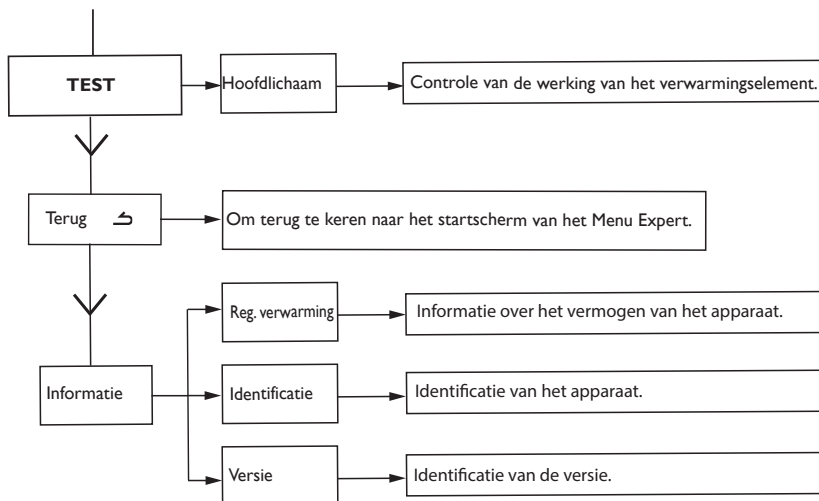 TEST
Hoofdlichaam
Controle van de werking van het verwarmingselement.
Terug
Om terug te keren naar het startscherm van het Menu Expert.
Reg. verwarming
Informatie over het vermogen van het apparaat.
Informatie
Identificatie
Identificatie van het apparaat.
Versie
Identificatie van de versie.